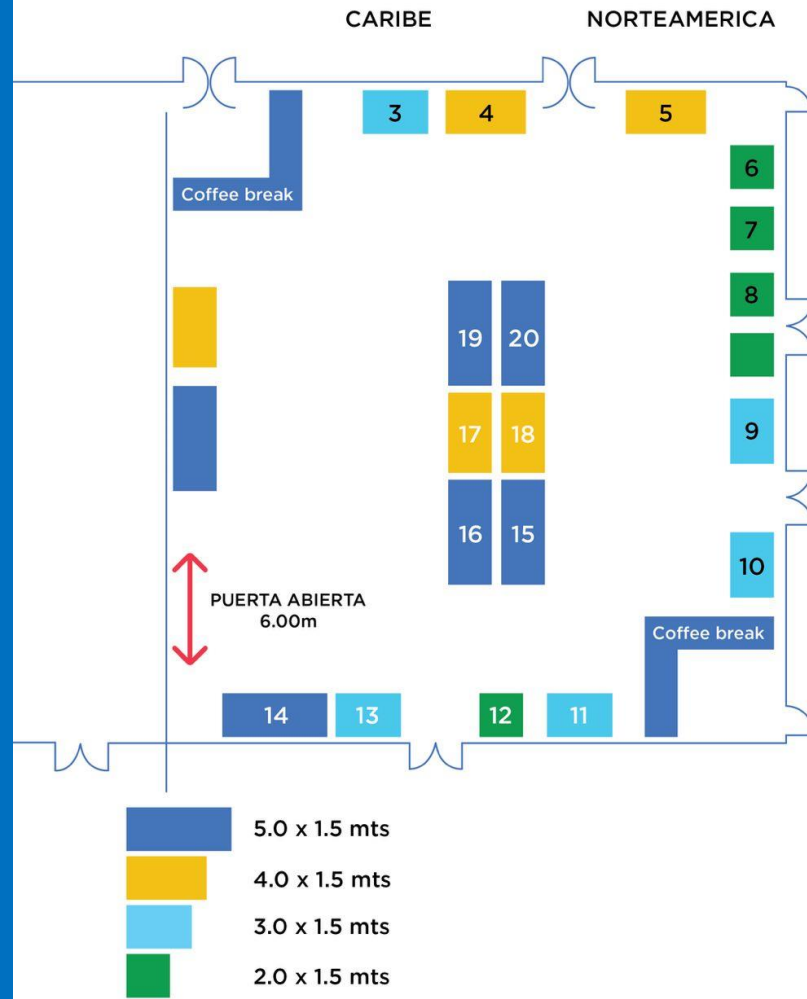 CARIBE
NORTEAMERICA
3
4
5
6
Coffee break
7
8
19
20
17
18
9
16
15
10
PUERTA ABIERTA
6.00m
Coffee break
14
13
12
11
5.0 x 1.5 mts
4.0 x 1.5 mts
3.0 x 1.5 mts
2.0 x 1.5 mts